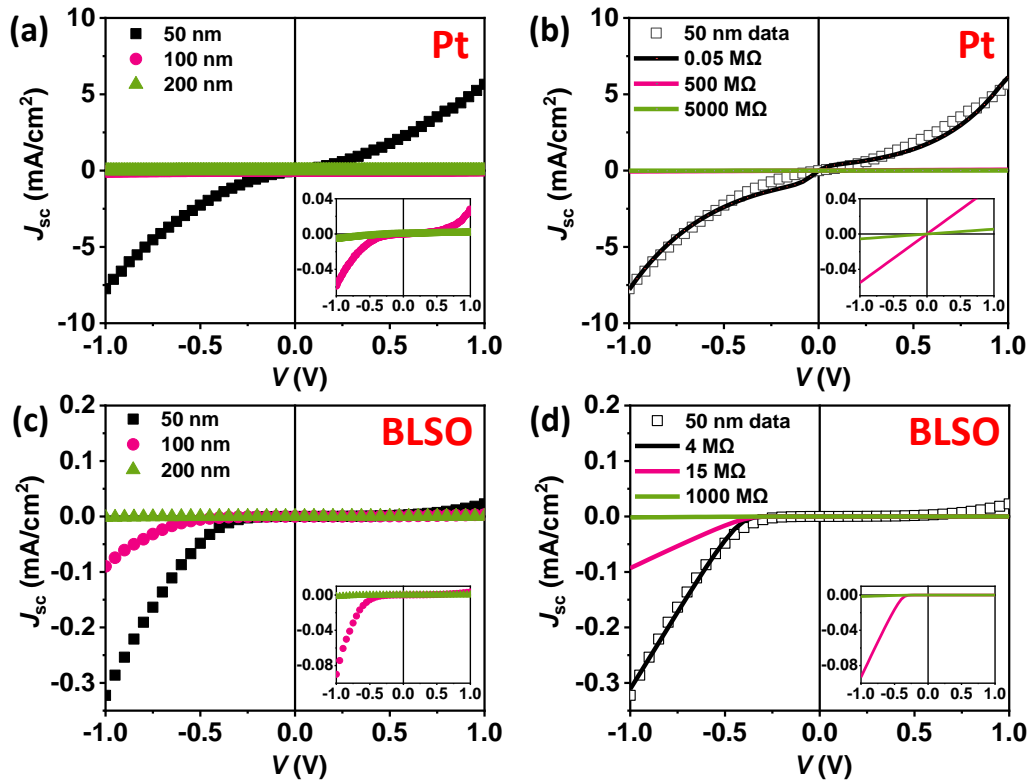 (a)
Pt
50 nm
100 nm
200 nm
10
5
0
-5
-10
Jsc (mA/cm2)
0.04
0.00
-0.04
-1.0 -0.5 0.0 0.5 1.0
-1.0 -0.5 0.0 0.5 1.0
V (V)
(b)
Pt
50 nm data
0.05 MΩ
500 MΩ
5000 MΩ
10
5
0
-5
-10
Jsc (mA/cm2)
0.04
0.00
-0.04
-1.0 -0.5 0.0 0.5 1.0
-1.0 -0.5 0.0 0.5 1.0
V (V)
(c)
BLSO
50 nm
100 nm
200 nm
0.2
0.1
0.0
-0.1
-0.2
-0.3
Jsc (mA/cm2)
0.00
-0.04
-0.08
-1.0 -0.5 0.0 0.5 1.0
-1.0 -0.5 0.0 0.5 1.0
V (V)
(d)
BLSO
50 nm data
4 MΩ
15 MΩ
1000 MΩ
0.2
0.1
0.0
-0.1
-0.2
-0.3
Jsc (mA/cm2)
0.00
-0.04
-0.08
-1.0 -0.5 0.0 0.5 1.0
-1.0 -0.5 0.0 0.5 1.0
V (V)